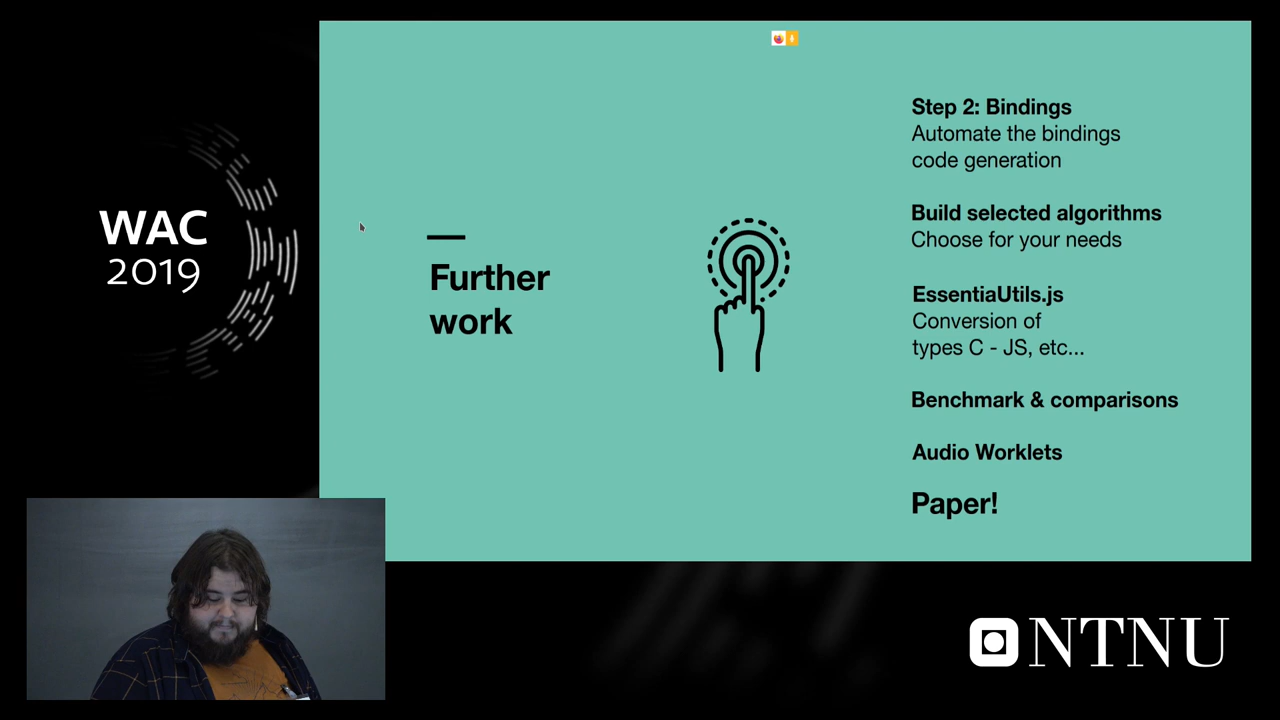 WAC
2019
Further
work
Step 2: Bindings
Automate the bindings
code generation
Build selected algorithms
Choose for your needs
EssentiaUtils.js
Conversion of
types C - JS, etc...
Benchmark & comparisons
Audio Worklets
Paper!
NTNU